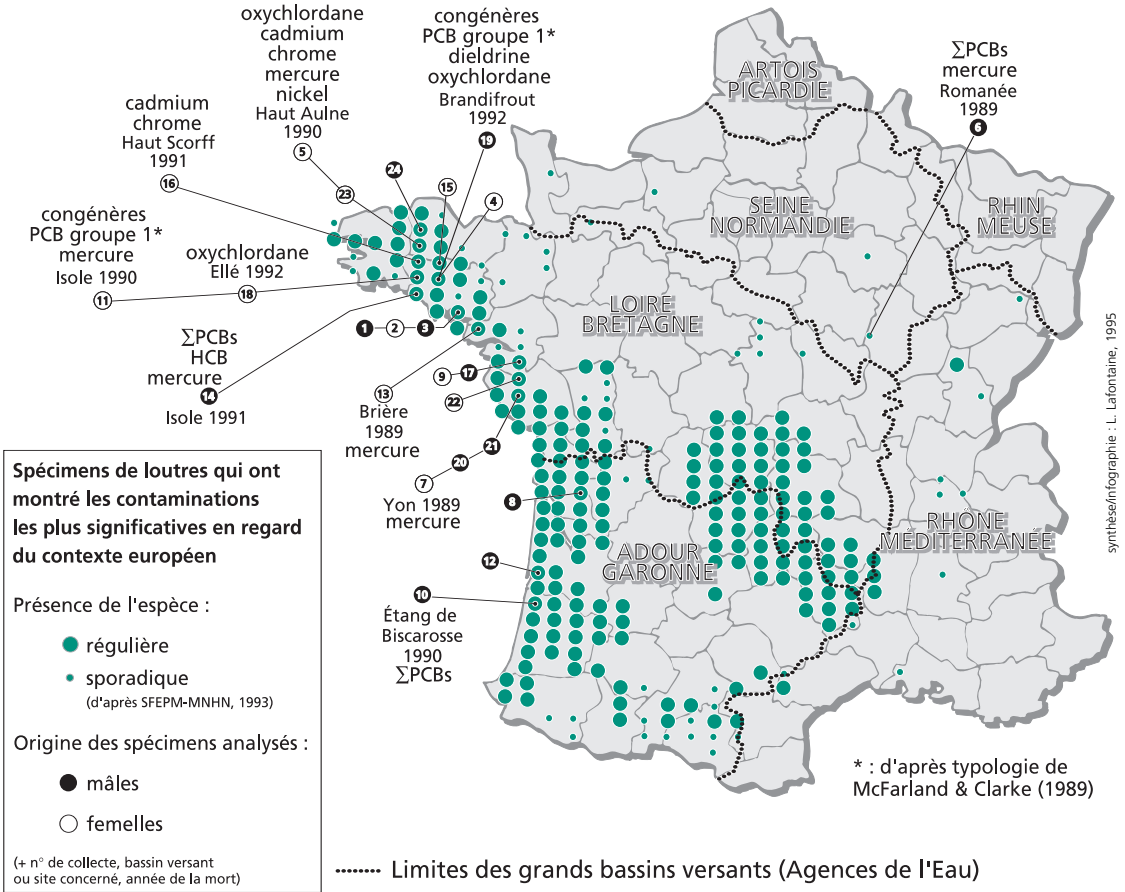 oxychlordane
cadmium
chrome
mercure
nickel
Haut Aulne
1990
5
congénères
PCB groupe 1*
dieldrine
oxychlordane
Brandifrout
1992
19
∑PCBs
mercure
Romanée
1989
6
cadmium
chrome
Haut Scorff
1991
16
23
24
15
4
congénères
PCB groupe 1*
mercure
Isole 1990
11
oxychlordane
Ellé 1992
18
∑PCBs
HCB
mercure
14
Isole 1991
1
2
3
13
Brière
1989
mercure
9
17
22
21
20
7
Yon 1989
mercure
8
12
10
Étang de
Biscarosse
1990
∑PCBs
ARTOIS
PICARDIE
SEINE
NORMANDIE
RHIN
MEUSE
LOIRE
BRETAGNE
ADOUR
GARONNE
RHÔNE
MÉDITERRANÉE
synthèse/infographie : L. Lafontaine, 1995
Spécimens de loutres qui ont
montré les contaminations
les plus significatives en regard
du contexte européen
Présence de l'espèce :
régulière
sporadique
(d'après SFEPM-MNHN, 1993)
Origine des spécimens analysés :
mâles
femelles
(+ n° de collecte, bassin versant
ou site concerné, année de la mort)
* : d'après typologie de
McFarland & Clarke (1989)
Limites des grands bassins versants (Agences de l'Eau)